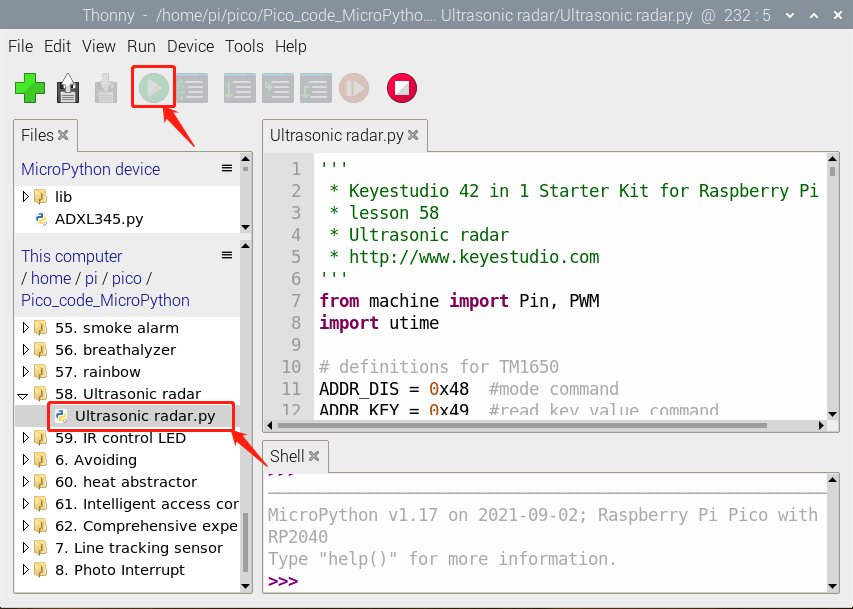 Thonny - /home/pi/pico/Pico_code_MicroPytho.... Ultrasonic radar/Ultrasonic radar.py @ 232 : 5
File Edit View Run Device Tools Help
Files
MicroPython device
lib
ADXL345.py
This computer
/ home / pi / pico /
Pico_code_MicroPython
55. smoke alarm
56. breathalyzer
57. rainbow
58. Ultrasonic radar
Ultrasonic radar.py
59. IR control LED
6. Avoiding
60. heat abstractor
61. Intelligent access cor
62. Comprehensive expe
7. Line tracking sensor
8. Photo Interrupt
Ultrasonic radar.py
1 '''
2 * Keyestudio 42 in 1 Starter Kit for Raspberry Pi
3 * lesson 58
4 * Ultrasonic radar
5 * http://www.keyestudio.com
6 '''
7 from machine import Pin, PWM
8 import utime
9
10 # definitions for TM1650
11 ADDR_DIS = 0x48 #mode command
12 ADDR_KEY = 0x49 #read key value command
Shell
>>>
MicroPython v1.17 on 2021-09-02; Raspberry Pi Pico with
RP2040
Type "help()" for more information.
>>>